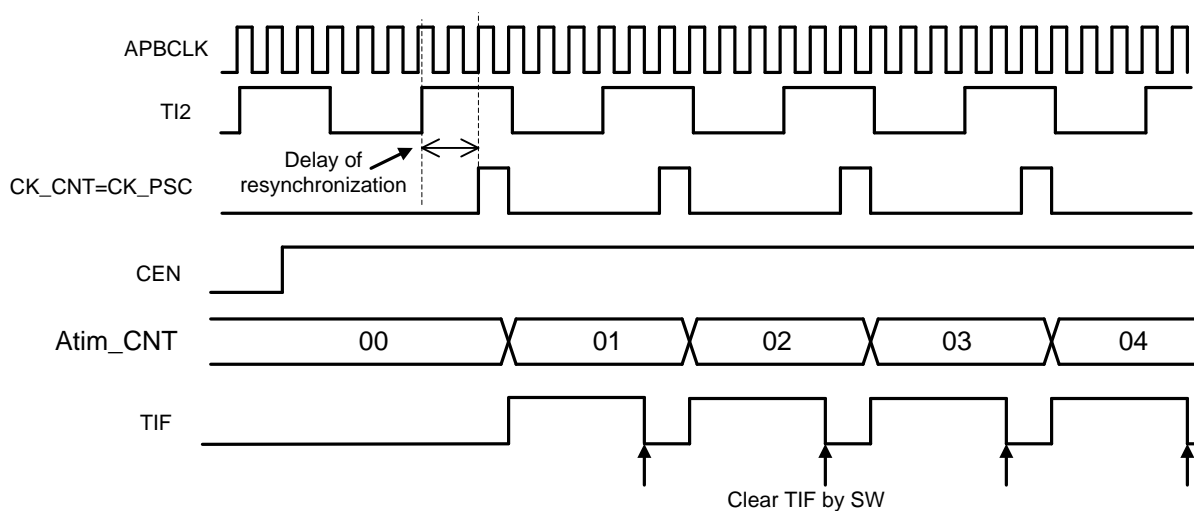 APBCLK
TI2
Delay of
resynchronization
CK_CNT=CK_PSC
CEN
Atim_CNT
00 01 02 03 04
TIF
Clear TIF by SW